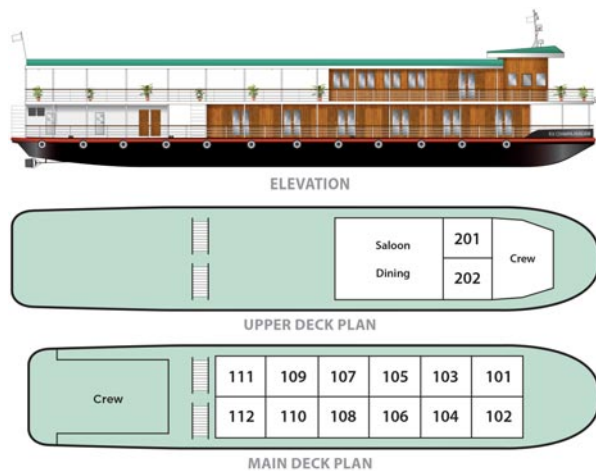 ELEVATION
Saloon
Dining
201
202
Crew
UPPER DECK PLAN
Crew
111 109 107 105 103 101
112 110 108 106 104 102
MAIN DECK PLAN